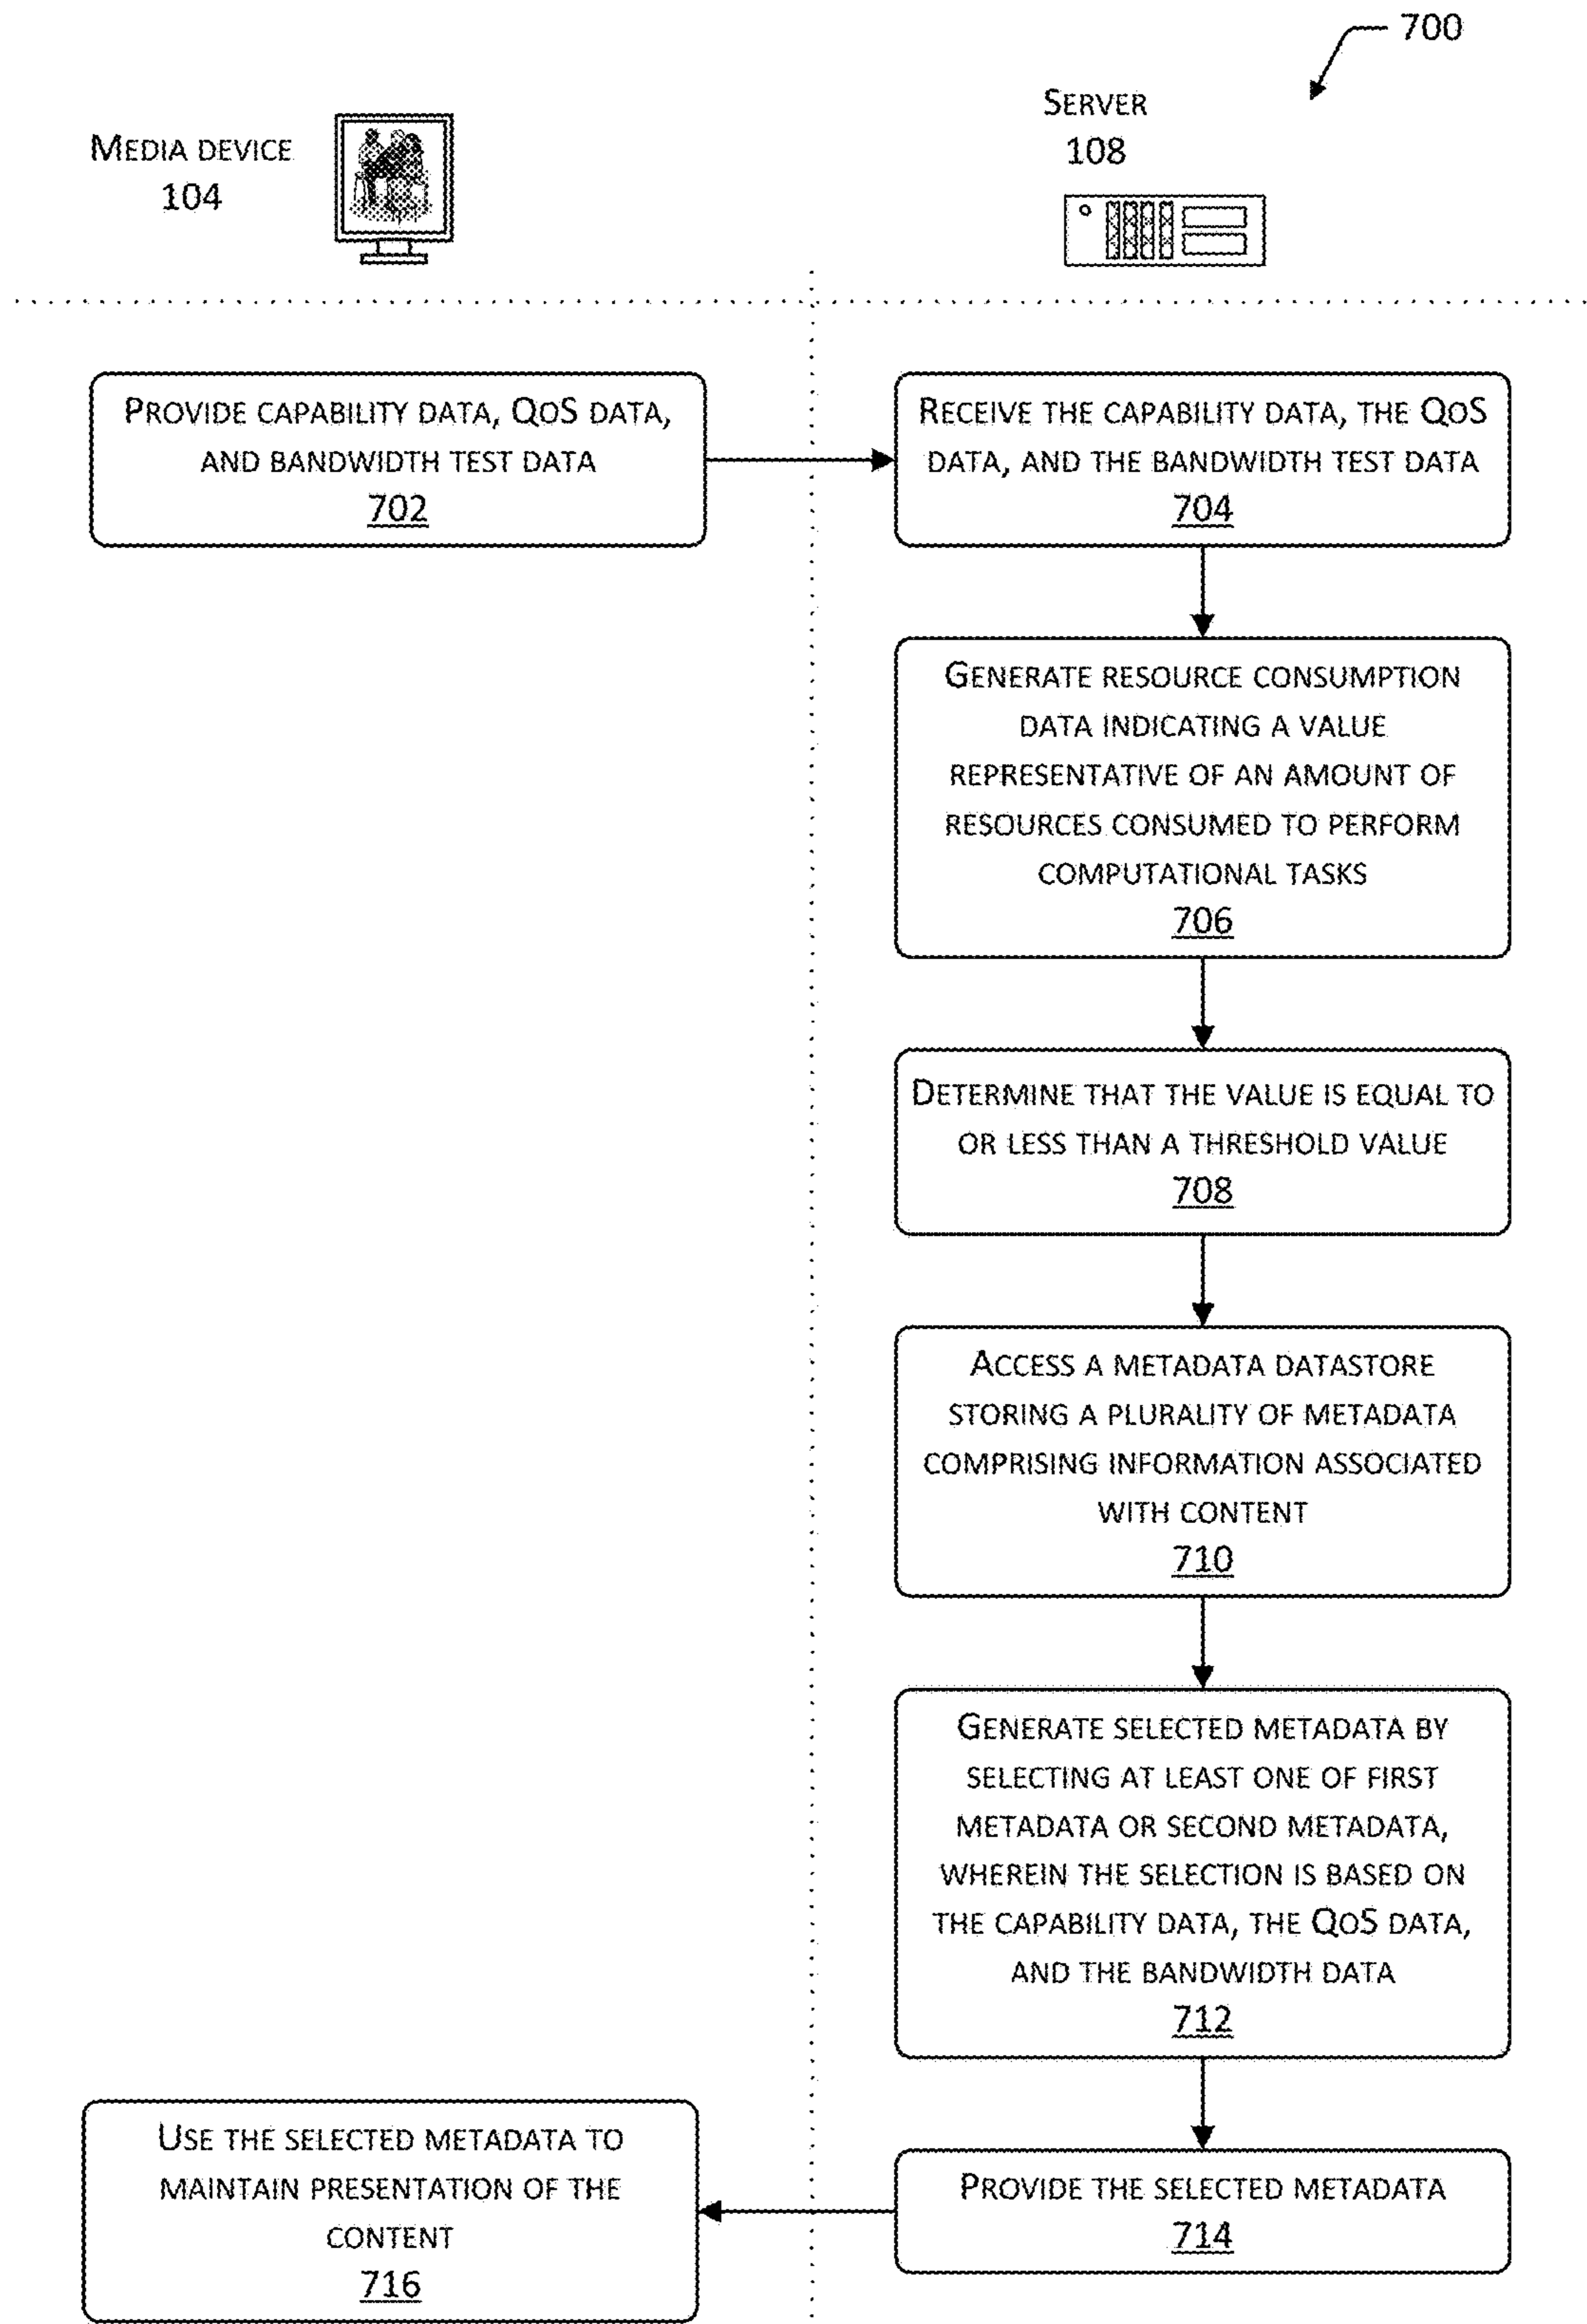 700
MEDIA DEVICE
104
SERVER
108
PROVIDE CAPABILITY DATA, QOS DATA,
AND BANDWIDTH TEST DATA
702
RECEIVE THE CAPABILITY DATA, THE QOS
DATA, AND THE BANDWIDTH TEST DATA
704
GENERATE RESOURCE CONSUMPTION
DATA INDICATING A VALUE
REPRESENTATIVE OF AN AMOUNT OF
RESOURCES CONSUMED TO PERFORM
COMPUTATIONAL TASKS
706
DETERMINE THAT THE VALUE IS EQUAL TO
OR LESS THAN A THRESHOLD VALUE
708
ACCESS A METADATA DATASTORE
STORING A PLURALITY OF METADATA
COMPRISING INFORMATION ASSOCIATED
WITH CONTENT
710
GENERATE SELECTED METADATA BY
SELECTING AT LEAST ONE OF FIRST
METADATA OR SECOND METADATA,
WHEREIN THE SELECTION IS BASED ON
THE CAPABILITY DATA, THE QOS DATA,
AND THE BANDWIDTH DATA
712
PROVIDE THE SELECTED METADATA
714
USE THE SELECTED METADATA TO
MAINTAIN PRESENTATION OF THE
CONTENT
716